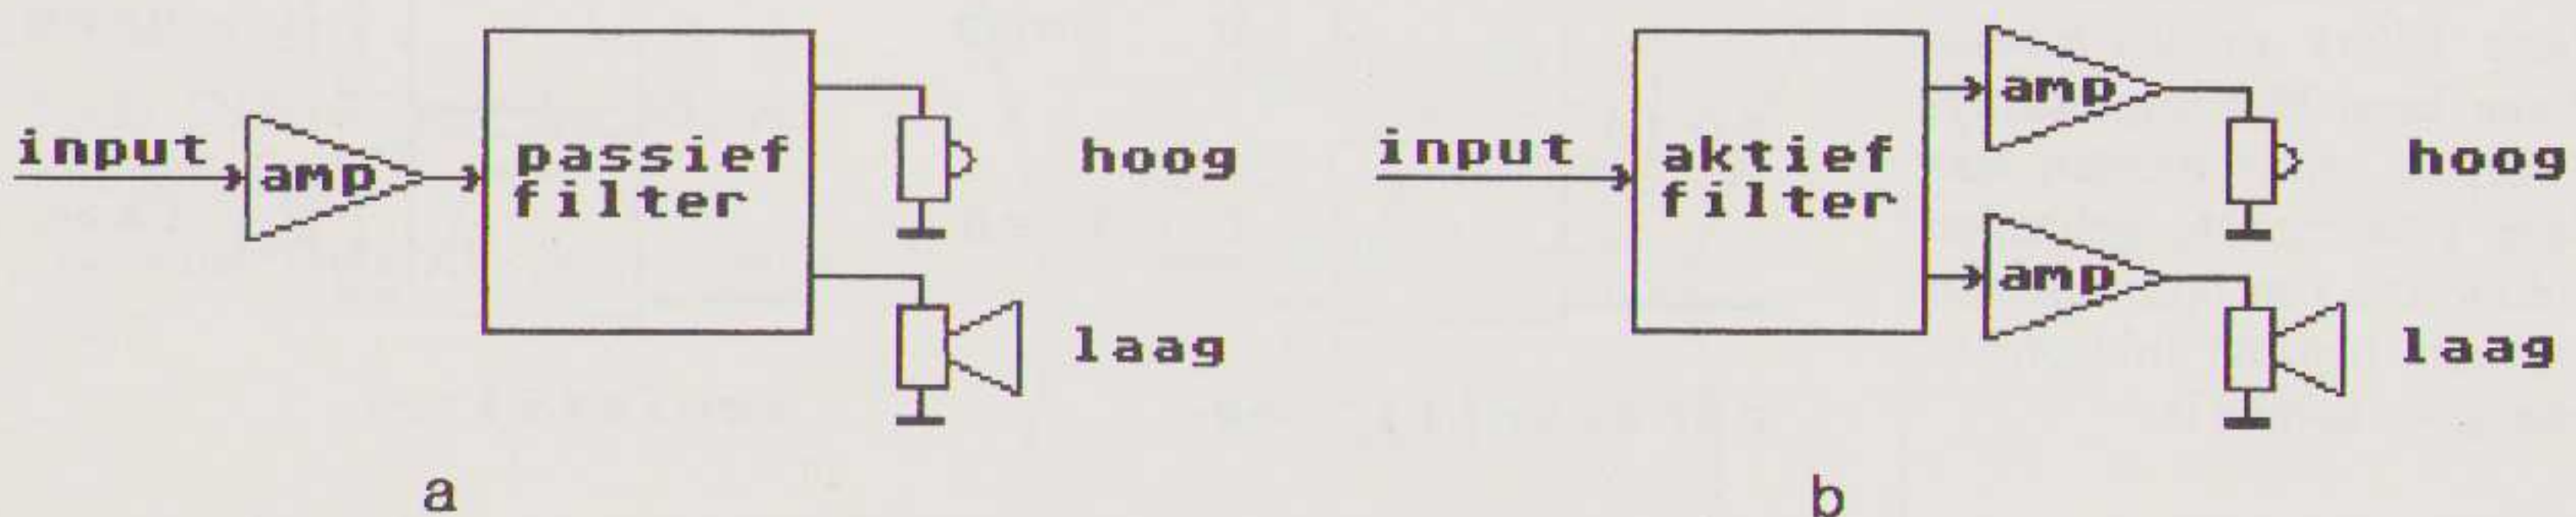 input
amp
passief
filter
hoog
laag
a
input
aktief
filter
amp
hoog
amp
laag
b